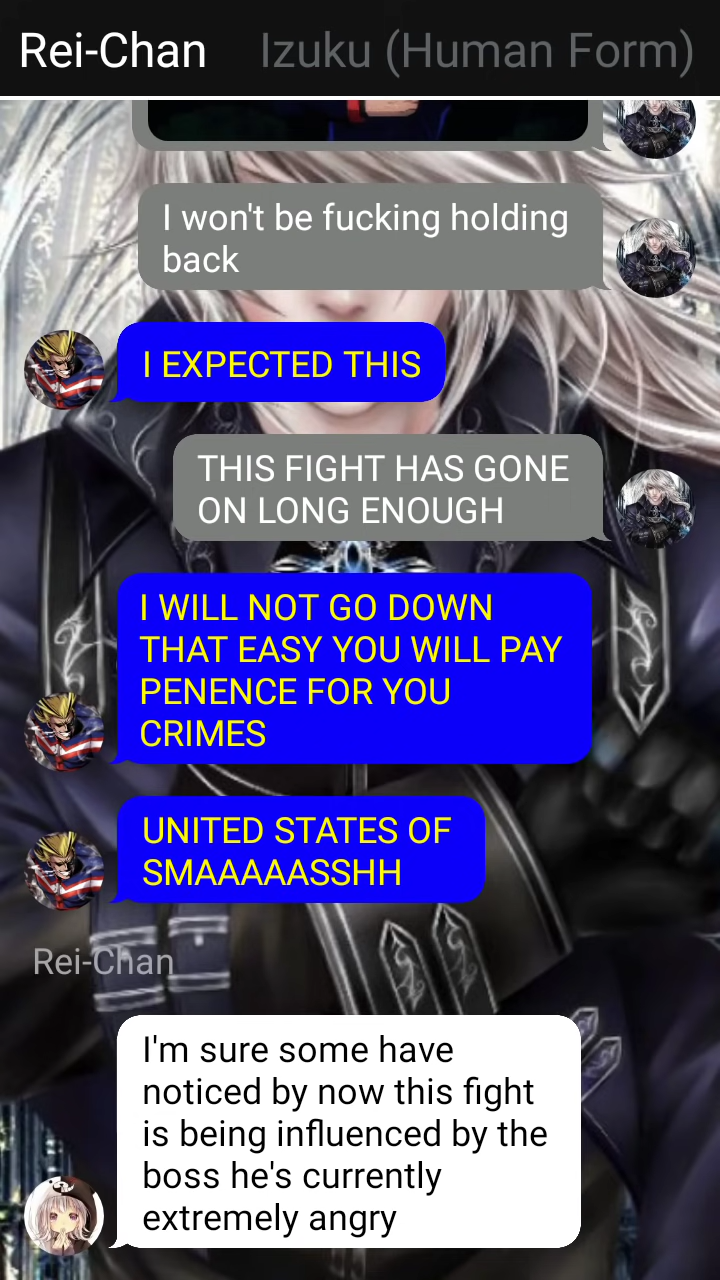 Rei-Chan Izuku (Human Form)
I won't be fucking holding
back
I EXPECTED THIS
THIS FIGHT HAS GONE
ON LONG ENOUGH
I WILL NOT GO DOWN
THAT EASY YOU WILL PAY
PENENCE FOR YOU
CRIMES
UNITED STATES OF
SMAAAAASSHH
Rei-Chan
I'm sure some have
noticed by now this fight
is being influenced by the
boss he's currently
extremely angry